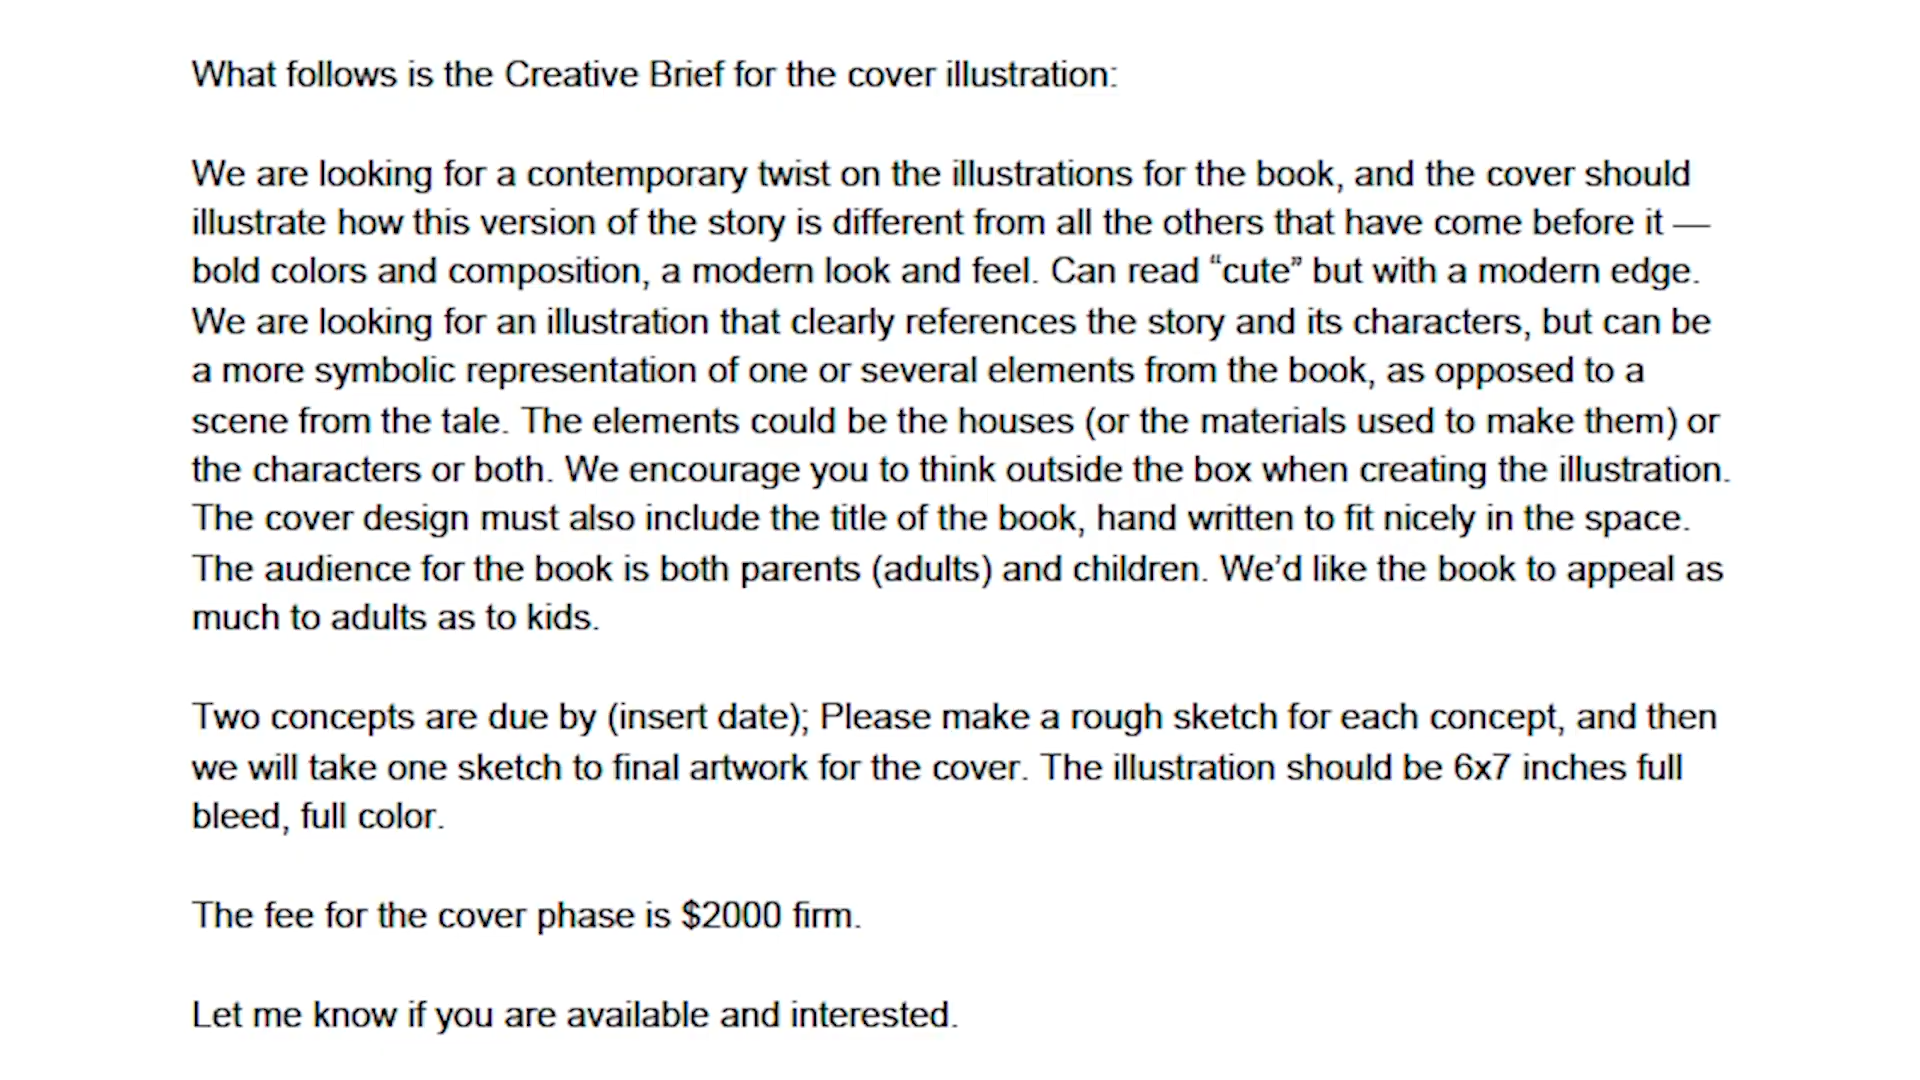 What follows is the Creative Brief for the cover illustration:
We are looking for a contemporary twist on the illustrations for the book, and the cover should
illustrate how this version of the story is different from all the others that have come before it —
bold colors and composition, a modern look and feel. Can read “cute” but with a modern edge.
We are looking for an illustration that clearly references the story and its characters, but can be
a more symbolic representation of one or several elements from the book, as opposed to a
scene from the tale. The elements could be the houses (or the materials used to make them) or
the characters or both. We encourage you to think outside the box when creating the illustration.
The cover design must also include the title of the book, hand written to fit nicely in the space.
The audience for the book is both parents (adults) and children. We’d like the book to appeal as
much to adults as to kids.
Two concepts are due by (insert date); Please make a rough sketch for each concept, and then
we will take one sketch to final artwork for the cover. The illustration should be 6x7 inches full
bleed, full color.
The fee for the cover phase is $2000 firm.
Let me know if you are available and interested.